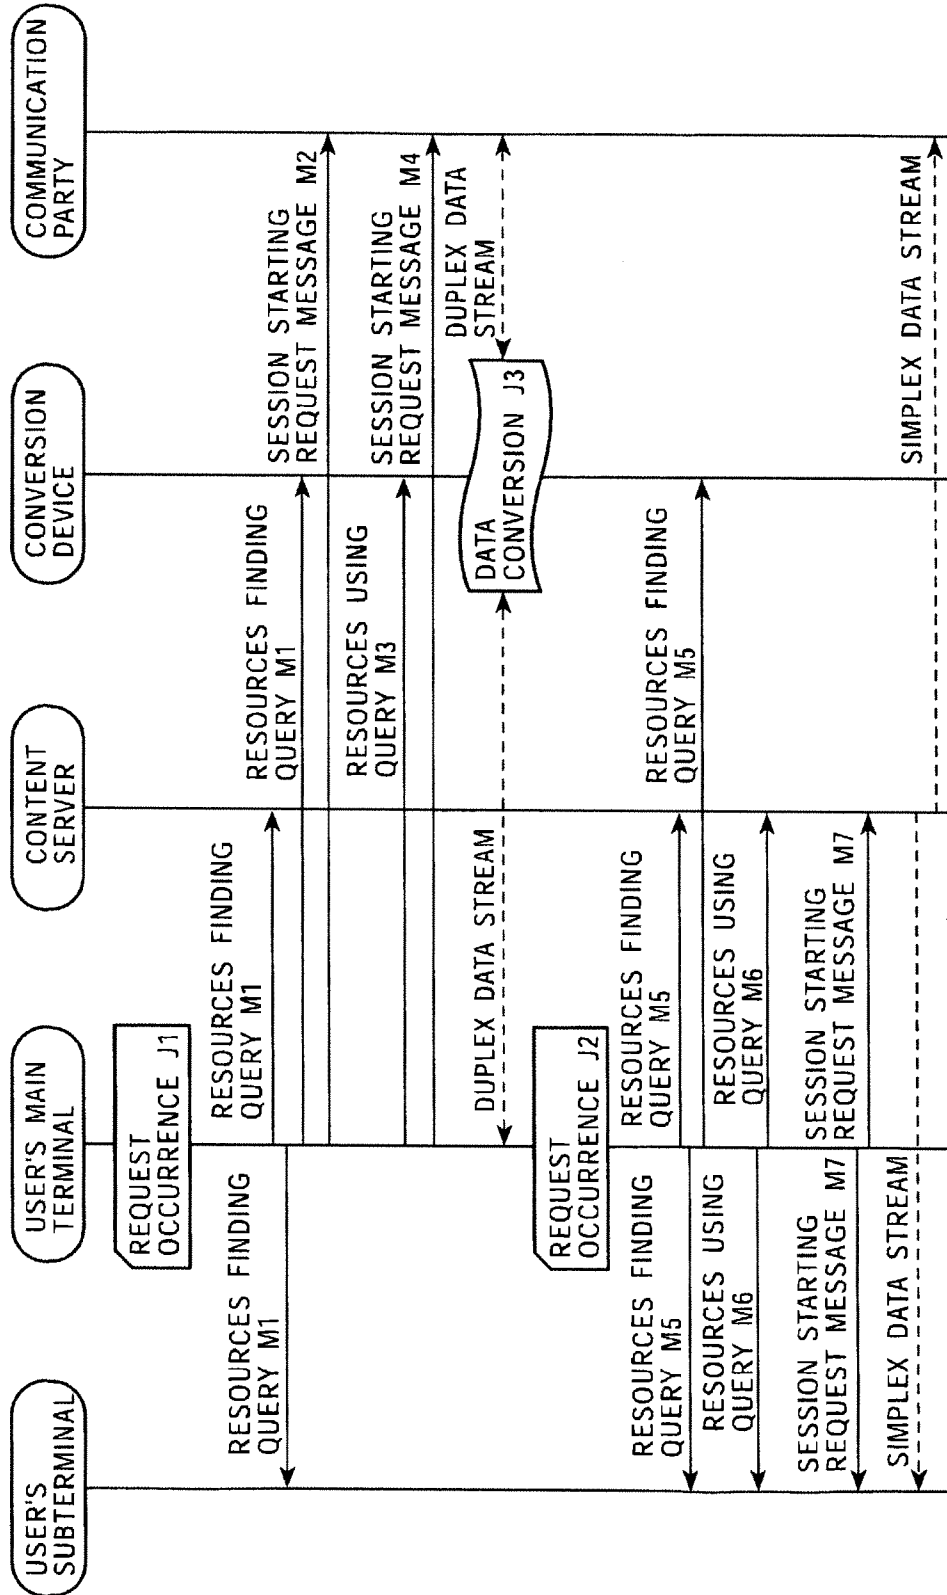 USER'S
SUBTERMINAL
USER'S MAIN
TERMINAL
CONTENT
SERVER
CONVERSION
DEVICE
COMMUNICATION
PARTY
REQUEST
OCCURRENCE J1
RESOURCES FINDING
QUERY M1
RESOURCES FINDING
QUERY M1
RESOURCES FINDING
QUERY M1
SESSION STARTING
REQUEST MESSAGE M2
RESOURCES USING
QUERY M3
SESSION STARTING
REQUEST MESSAGE M4
DUPLEX DATA STREAM
DATA
CONVERSION J3
DUPLEX DATA
STREAM
REQUEST
OCCURRENCE J2
RESOURCES FINDING
QUERY M5
RESOURCES FINDING
QUERY M5
RESOURCES FINDING
QUERY M5
RESOURCES USING
QUERY M6
RESOURCES USING
QUERY M6
SESSION STARTING
REQUEST MESSAGE M7
SESSION STARTING
REQUEST MESSAGE M7
SIMPLEX DATA STREAM
SIMPLEX DATA STREAM